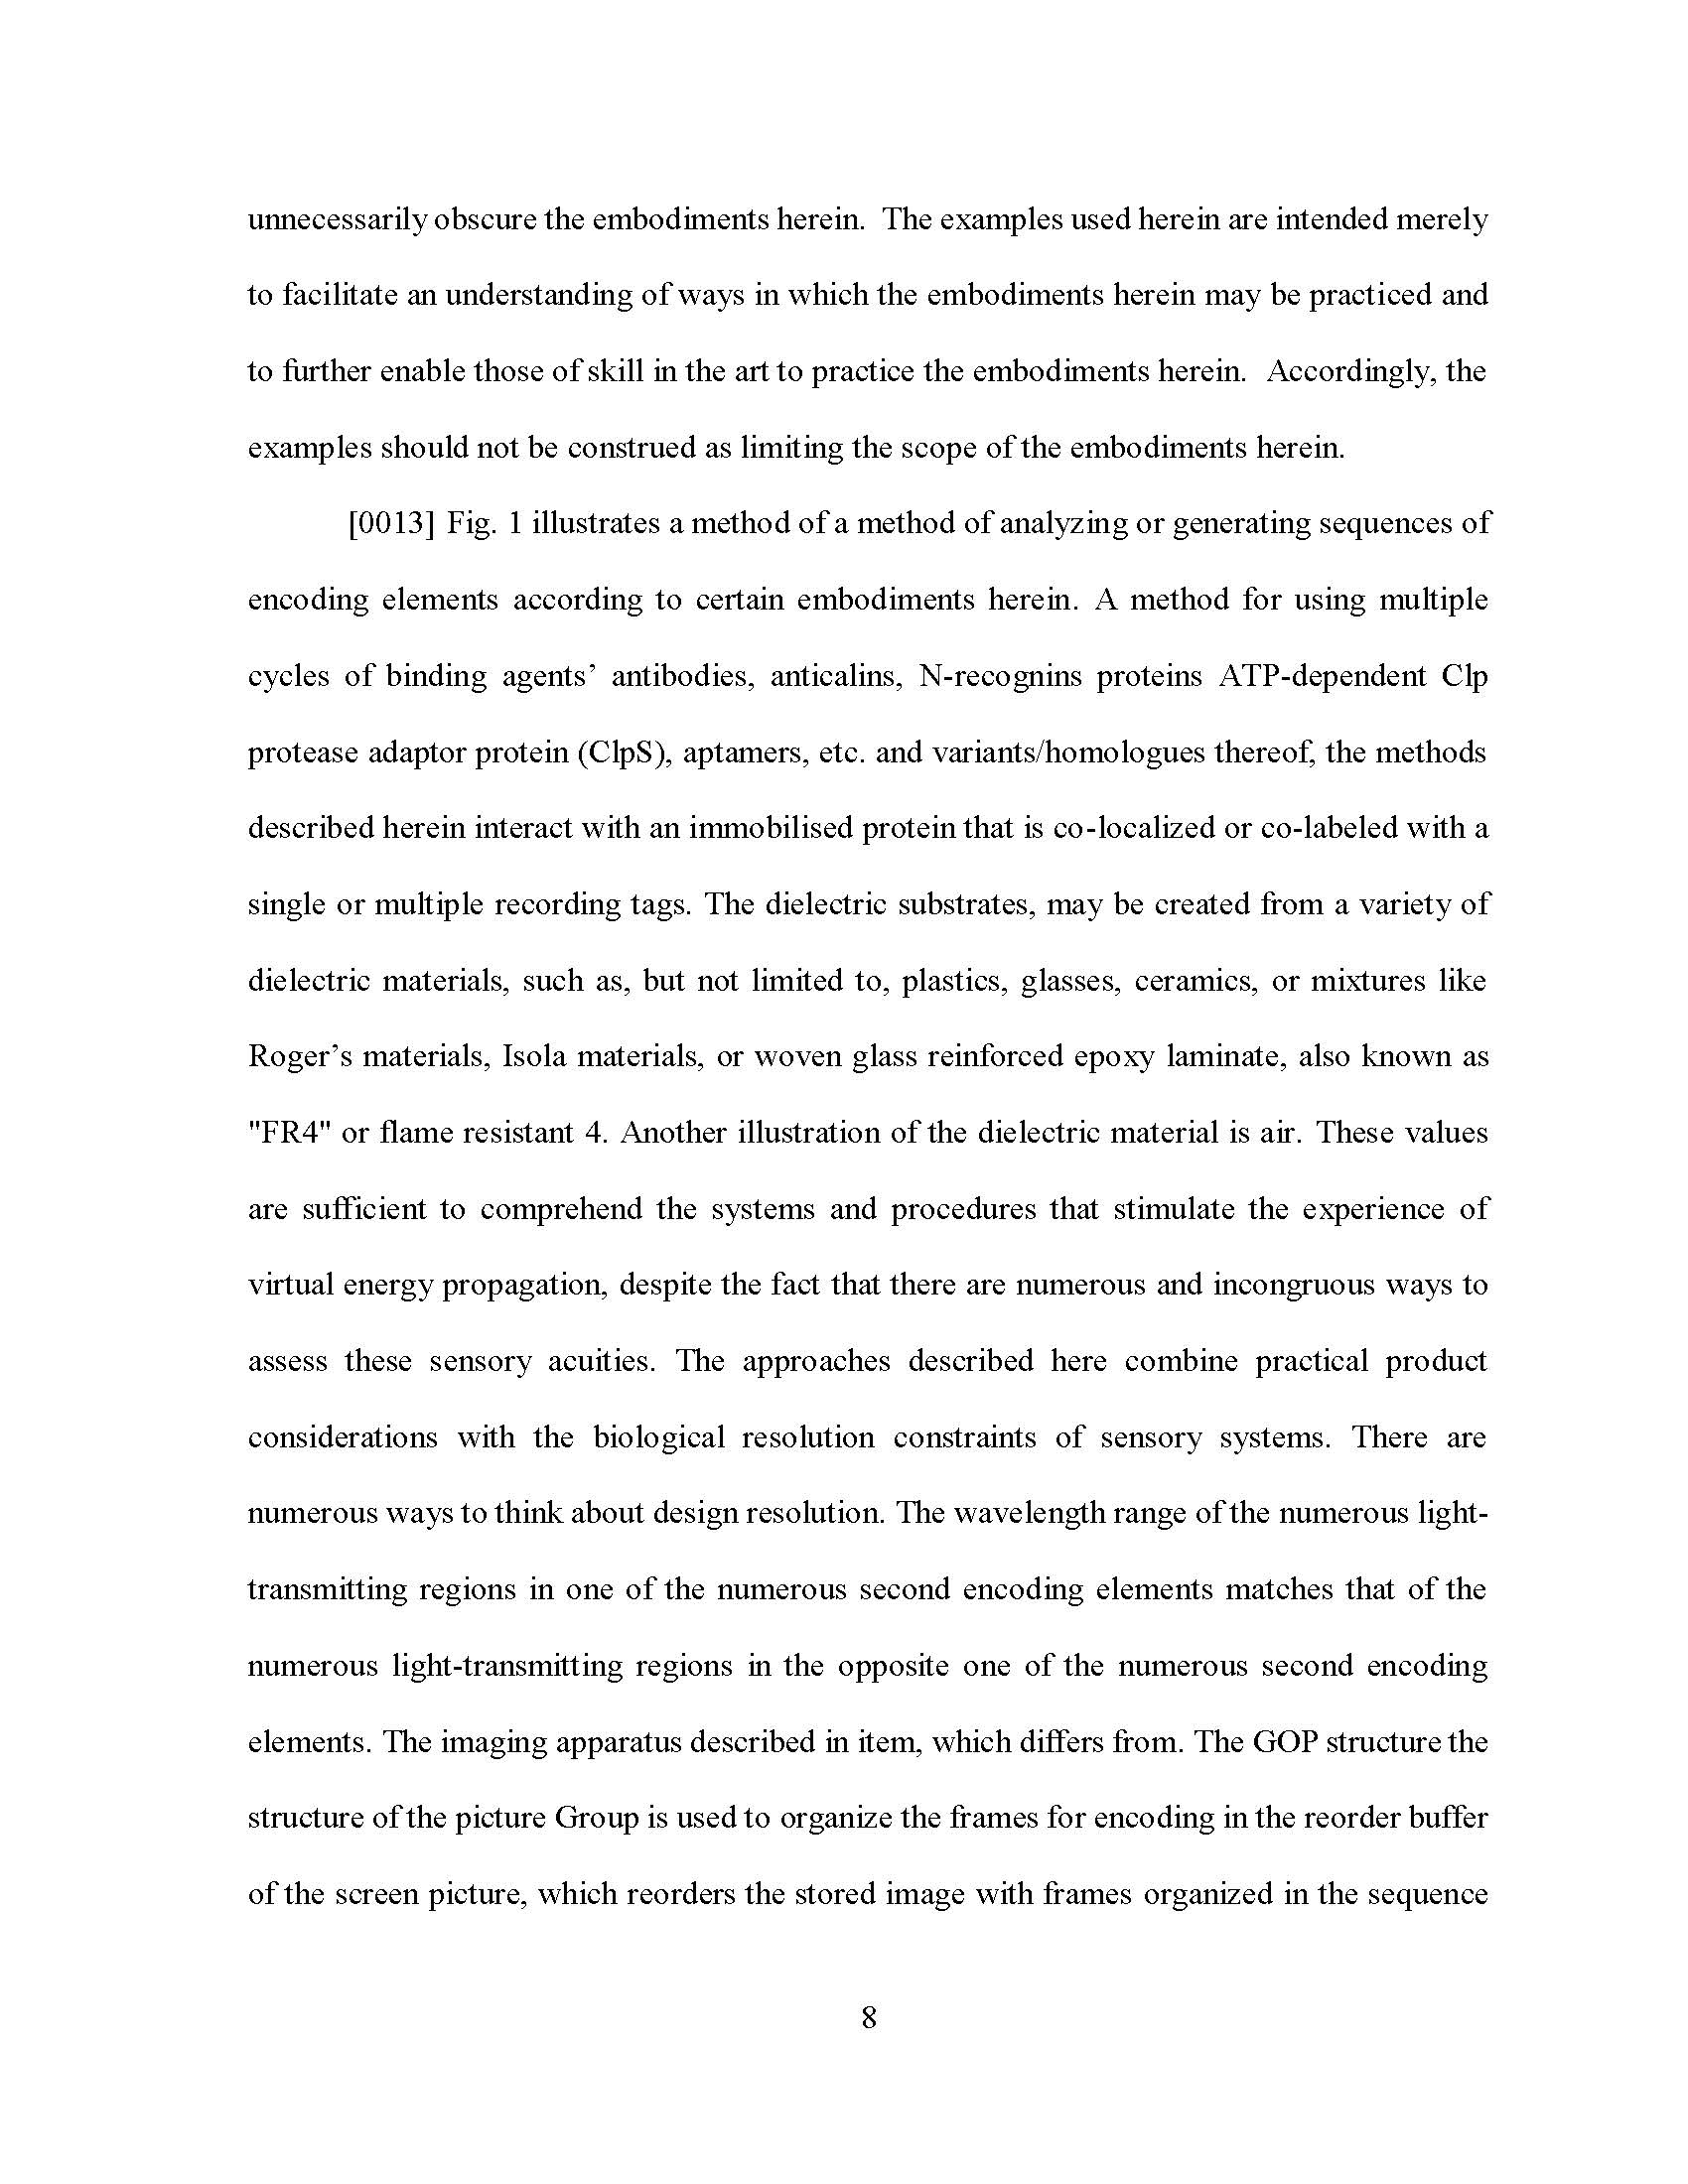 unnecessarily obscure the embodiments herein.  The examples used herein are intended merely
to facilitate an understanding of ways in which the embodiments herein may be practiced and
to further enable those of skill in the art to practice the embodiments herein.  Accordingly, the
examples should not be construed as limiting the scope of the embodiments herein.
[0013] Fig. 1 illustrates a method of a method of analyzing or generating sequences of
encoding elements according to certain embodiments herein. A method for using multiple
cycles of binding agents’ antibodies, anticalins, N-recognins proteins ATP-dependent Clp
protease adaptor protein (ClpS), aptamers, etc. and variants/homologues thereof, the methods
described herein interact with an immobilised protein that is co-localized or co-labeled with a
single or multiple recording tags. The dielectric substrates, may be created from a variety of
dielectric materials, such as, but not limited to, plastics, glasses, ceramics, or mixtures like
Roger’s materials, Isola materials, or woven glass reinforced epoxy laminate, also known as
"FR4" or flame resistant 4. Another illustration of the dielectric material is air. These values
are sufficient to comprehend the systems and procedures that stimulate the experience of
virtual energy propagation, despite the fact that there are numerous and incongruous ways to
assess these sensory acuities. The approaches described here combine practical product
considerations with the biological resolution constraints of sensory systems. There are
numerous ways to think about design resolution. The wavelength range of the numerous light-
transmitting regions in one of the numerous second encoding elements matches that of the
numerous light-transmitting regions in the opposite one of the numerous second encoding
elements. The imaging apparatus described in item, which differs from. The GOP structure the
structure of the picture Group is used to organize the frames for encoding in the reorder buffer
of the screen picture, which reorders the stored image with frames organized in the sequence
8